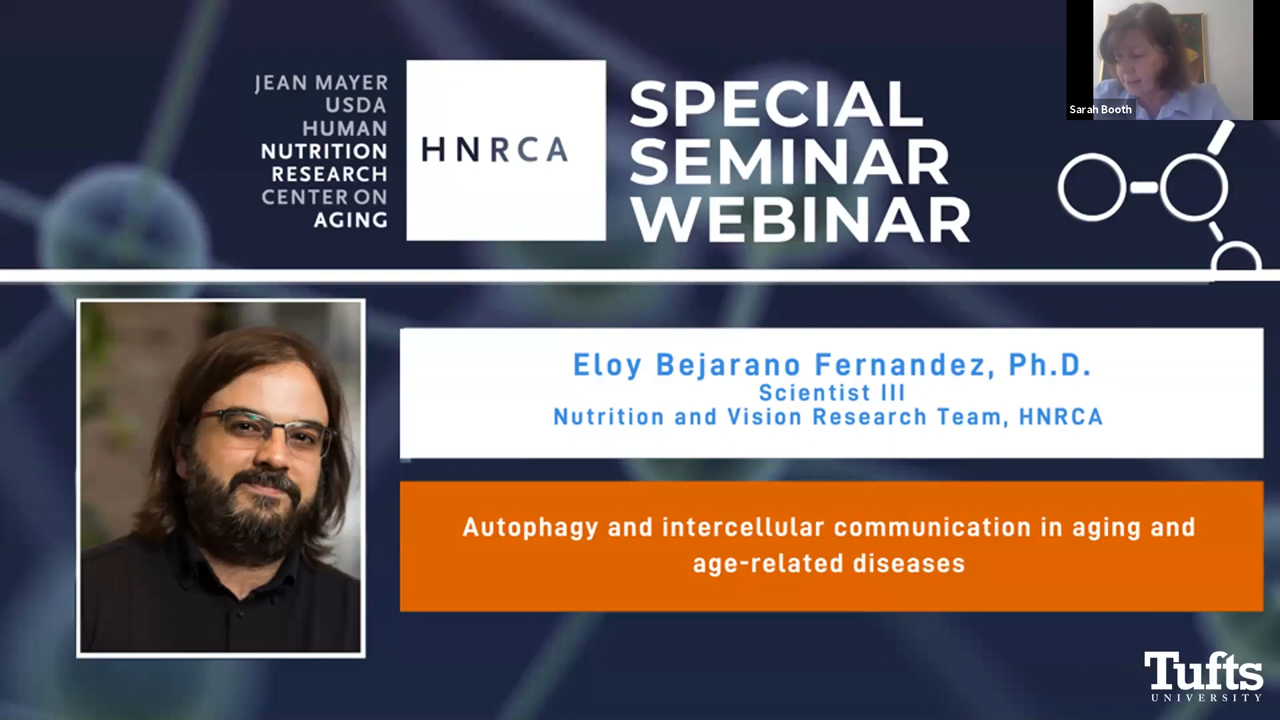 JEAN MAYER
USDA
HUMAN
NUTRITION
RESEARCH
CENTER ON
AGING
HNRCA
SPECIAL
SEMINAR
WEBINAR
Sarah Booth
Eloy Bejarano Fernandez, Ph.D.
Scientist III
Nutrition and Vision Research Team, HNRCA
Autophagy and intercellular communication in aging and
age-related diseases
Tufts
UNIVERSITY